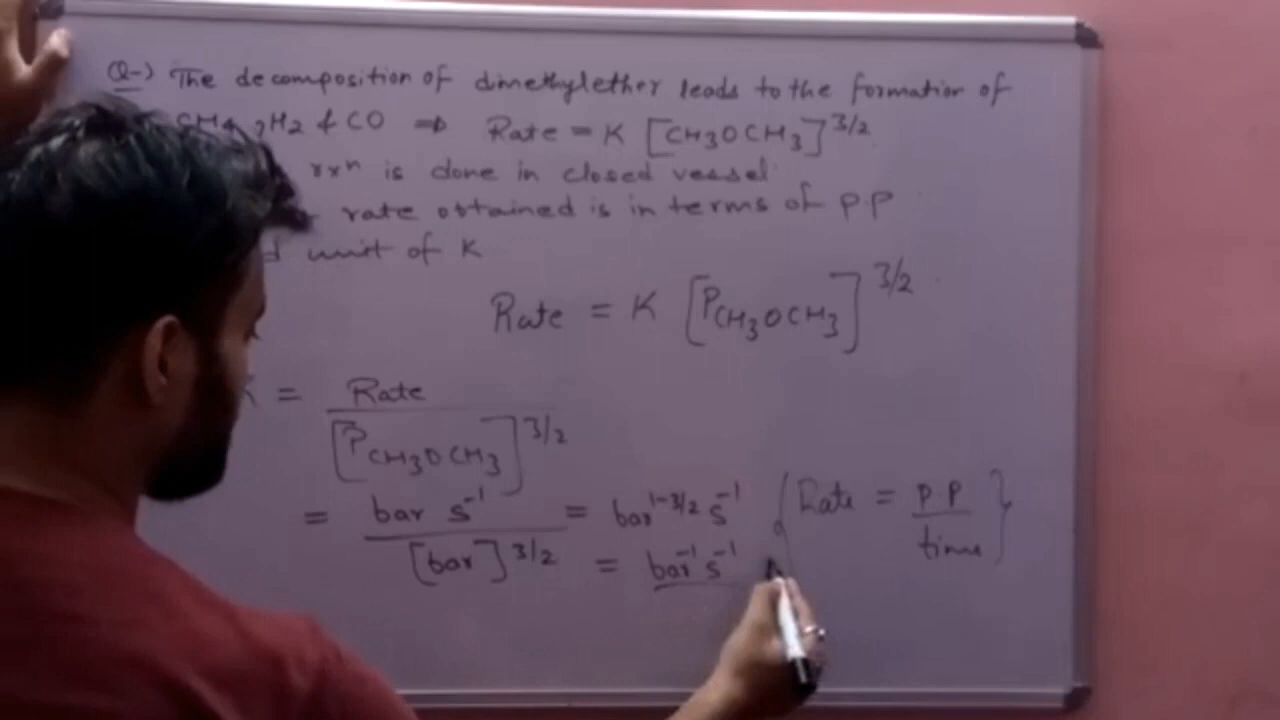 Q-) The decomposition of dimethylether leads to the formation of
CH4, H2 & CO ⇒ Rate = K [CH3OCH3]^3/2
rxn is done in closed vessel
rate obtained is in terms of P.P
unit of K
Rate = K [PCH3OCH3]^3/2
K = Rate / [PCH3OCH3]^3/2
= bar s^-1 / [bar]^3/2 = bar^1-3/2 s^-1 { Rate = P P / time }
= bar^-1 s^-1